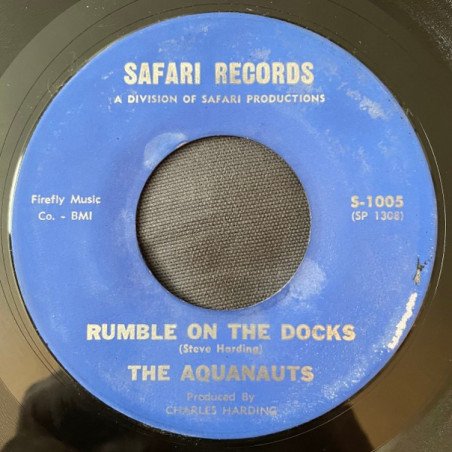 SAFARI RECORDS
A DIVISION OF SAFARI PRODUCTIONS
Firefly Music
Co. - BMI
S-1005
(SP 1308)
RUMBLE ON THE DOCKS
(Steve Harding)
THE AQUANAUTS
Produced By
CHARLES HARDING